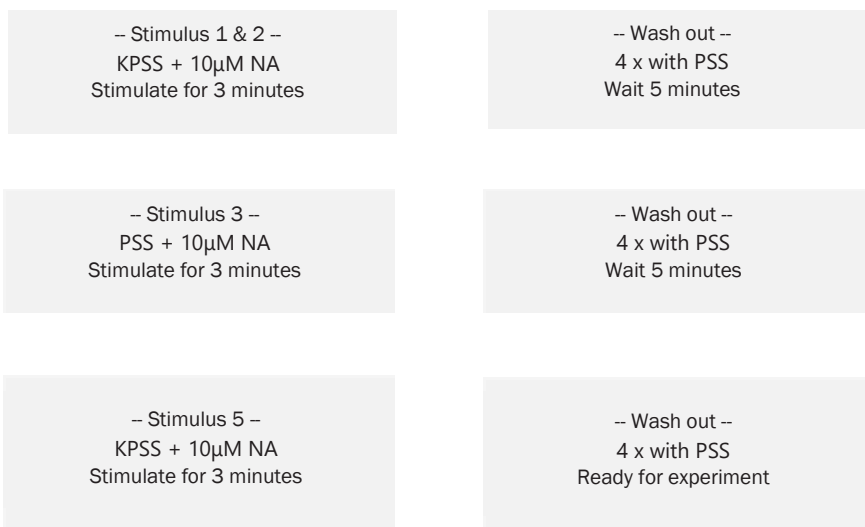 -- Stimulus 1 & 2 --
KPSS + 10µM NA
Stimulate for 3 minutes
-- Wash out --
4 x with PSS
Wait 5 minutes
-- Stimulus 3 --
PSS + 10µM NA
Stimulate for 3 minutes
-- Wash out --
4 x with PSS
Wait 5 minutes
-- Stimulus 5 --
KPSS + 10µM NA
Stimulate for 3 minutes
-- Wash out --
4 x with PSS
Ready for experiment